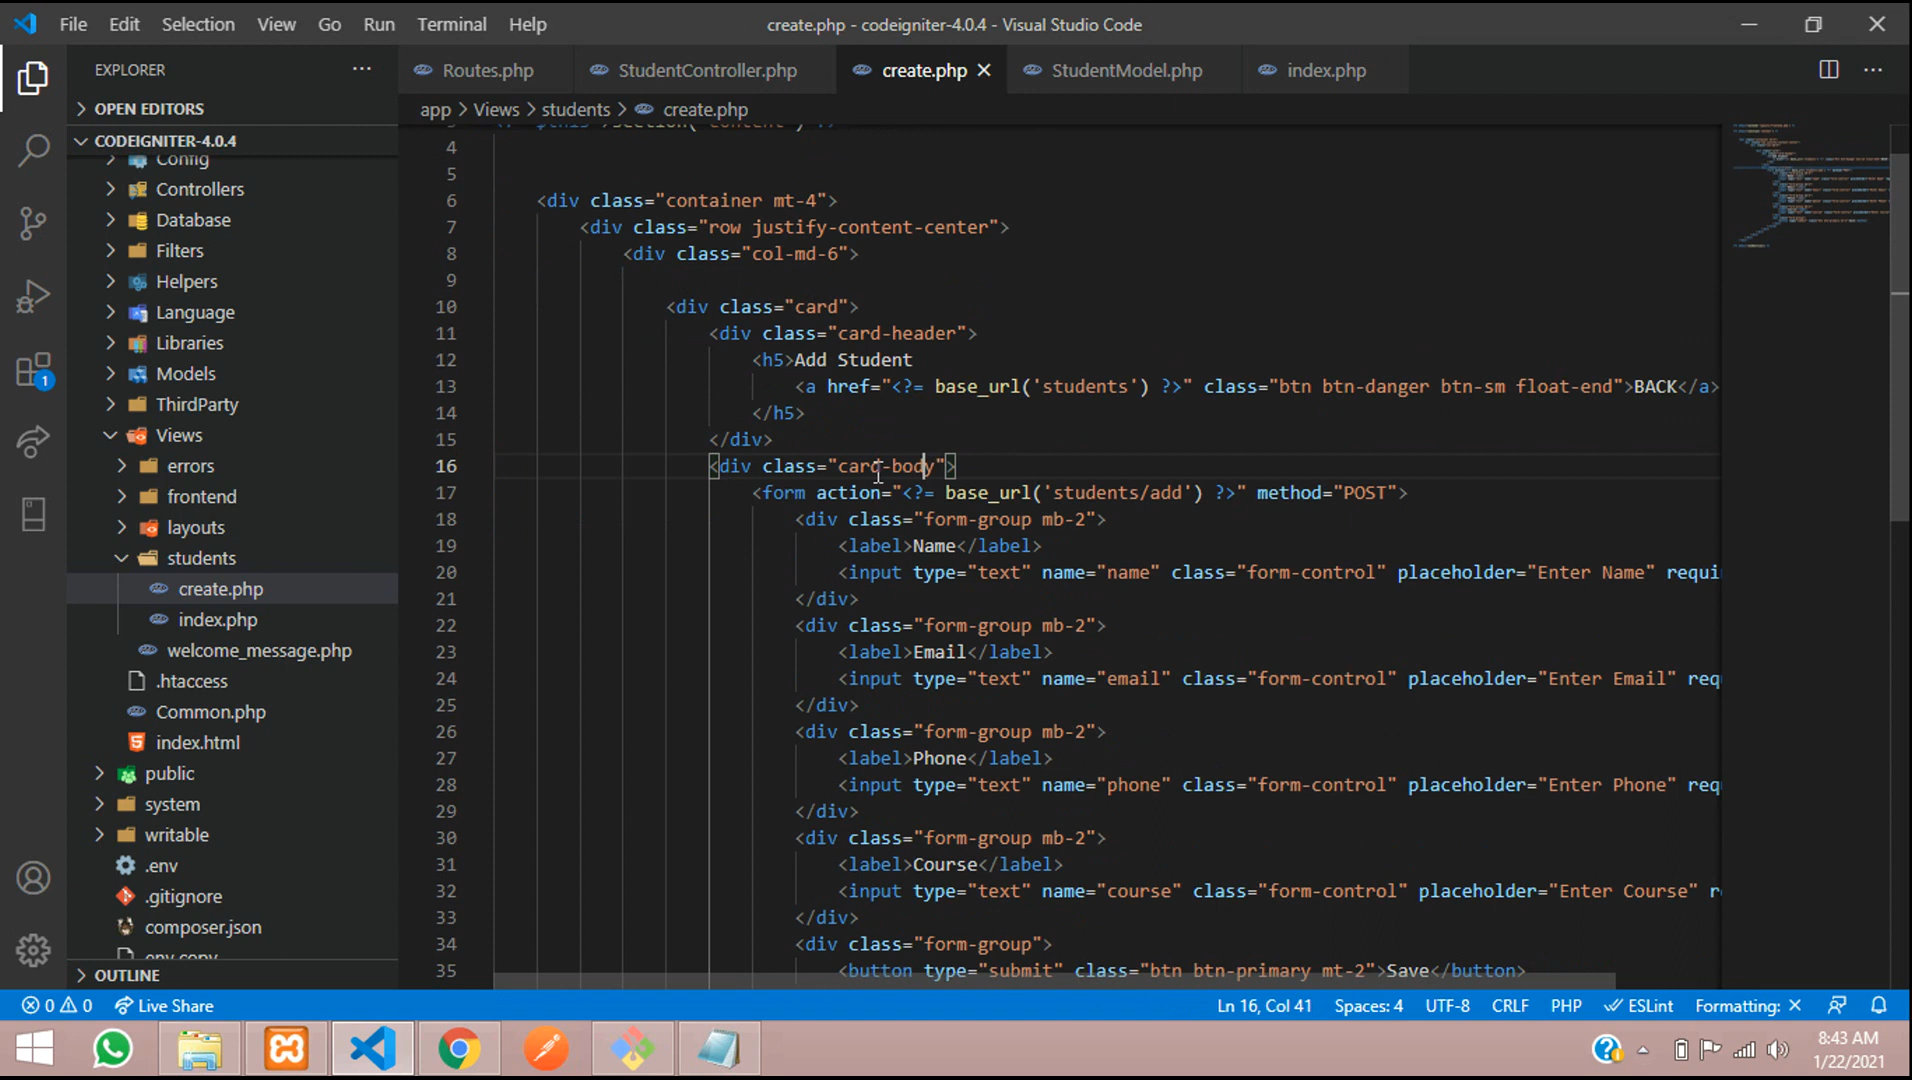 File Edit Selection View Go Run Terminal Help create.php - codeigniter-4.0.4 - Visual Studio Code
EXPLORER ···
Routes.php StudentController.php create.php StudentModel.php index.php
OPEN EDITORS
app > Views > students > create.php
CODEIGNITER-4.0.4
Config
Controllers
Database
Filters
Helpers
Language
Libraries
Models
ThirdParty
Views
errors
frontend
layouts
students
create.php
index.php
welcome_message.php
.htaccess
Common.php
index.html
public
system
writable
.env
.gitignore
composer.json
env copy
OUTLINE
4
5
6 <div class="container mt-4">
7 <div class="row justify-content-center">
8 <div class="col-md-6">
9
10 <div class="card">
11 <div class="card-header">
12 <h5>Add Student
13 <a href="<?= base_url('students') ?>" class="btn btn-danger btn-sm float-end">BACK</a>
14 </h5>
15 </div>
16 <div class="card-body">
17 <form action="<?= base_url('students/add') ?>" method="POST">
18 <div class="form-group mb-2">
19 <label>Name</label>
20 <input type="text" name="name" class="form-control" placeholder="Enter Name" requi
21 </div>
22 <div class="form-group mb-2">
23 <label>Email</label>
24 <input type="text" name="email" class="form-control" placeholder="Enter Email" requ
25 </div>
26 <div class="form-group mb-2">
27 <label>Phone</label>
28 <input type="text" name="phone" class="form-control" placeholder="Enter Phone" requ
29 </div>
30 <div class="form-group mb-2">
31 <label>Course</label>
32 <input type="text" name="course" class="form-control" placeholder="Enter Course" r
33 </div>
34 <div class="form-group">
35 <button type="submit" class="btn btn-primary mt-2">Save</button>
1
0 0 Live Share Ln 16, Col 41 Spaces: 4 UTF-8 CRLF PHP ESLint Formatting: ×
8:43 AM
1/22/2021